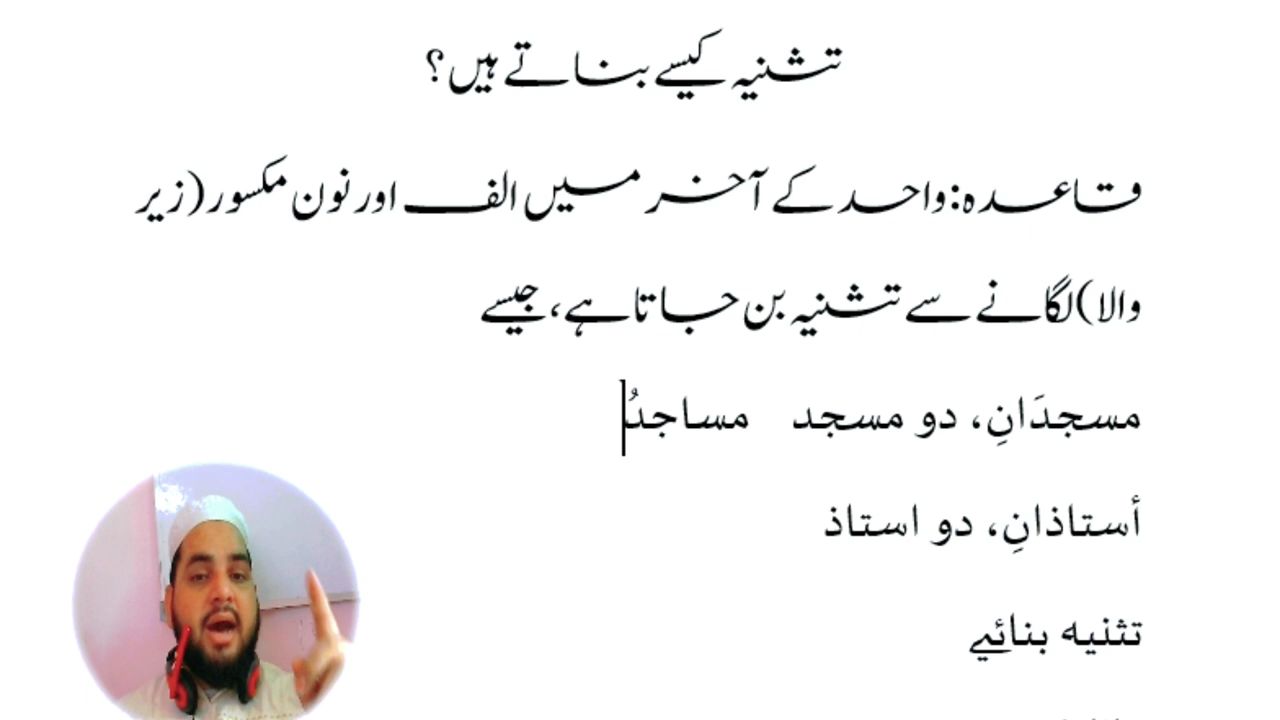 تثنیہ کیسے بناتے ہیں؟
قاعدہ:واحد کے آخر میں الف اور نون مکسور(زیر
والا)لگانے سے تثنیہ بن جاتا ہے، جیسے
مسجدَانِ، دو مسجد مساجدُ
أستاذانِ، دو استاذ
تثنیہ بنائیے